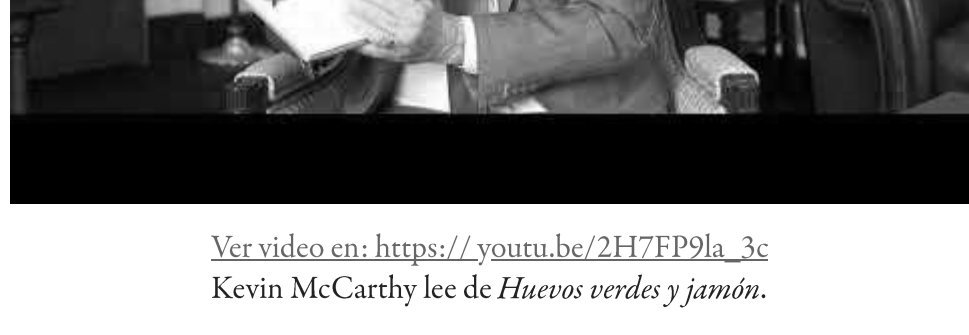 Ver video en: https:// youtu.be/2H7FP9la_3c
Kevin McCarthy lee de Huevos verdes y jamón.